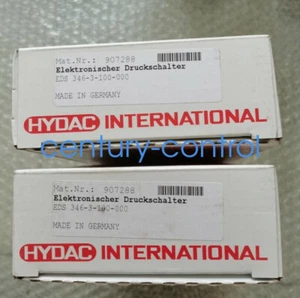 Mat.Nr.: 907288
Elektronischer Druckschalter
EDS 346-3-100-000
MADE IN GERMANY
HYDAC INTERNATIONAL
century-control
Mat.Nr.: 907288
Elektronischer Druckschalter
EDS 346-3-100-000
MADE IN GERMANY
HYDAC INTERNATIONAL